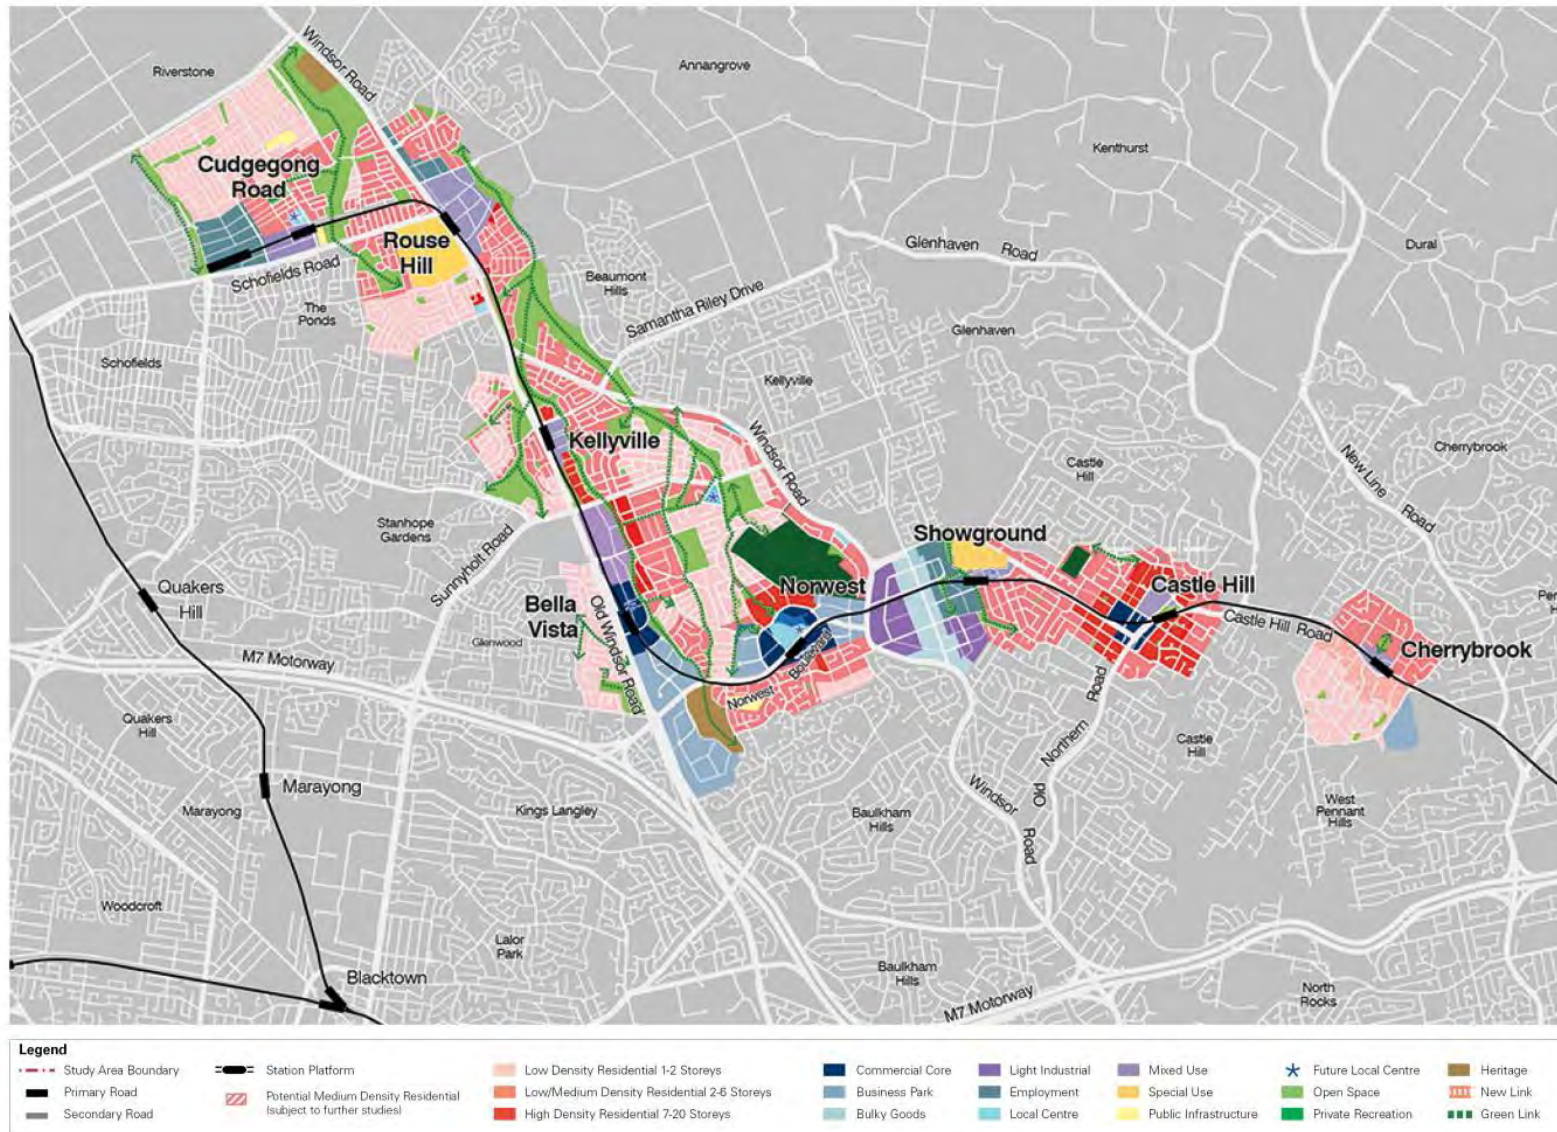 Windsor Road
Riverstone
Annangrove
Kenthurst
Cudgegong
Road
Rouse
Hill
Schofields Road
The
Ponds
Beaumont
Hills
Samantha Riley Drive
Glenhaven Road
Dural
Glenhaven
Schofields
Kellyville
Kellyville
Windsor Road
Castle
Hill
New Line Road
Cherrybrook
Stanhope
Gardens
Sunnyholt Road
Showground
Quakers
Hill
Norwest
Castle Hill
Bella
Vista
Old Windsor Road
Glenwood
Castle Hill Road
Cherrybrook
M7 Motorway
Norwest Boulevard
Quakers
Hill
Old Northern Road
Castle
Hill
Marayong
Marayong
Kings Langley
Windsor Road
Baulkham
Hills
West
Pennant
Hills
Woodcroft
Lalor
Park
Blacktown
Baulkham
Hills
M7 Motorway
North
Rocks
Legend
Study Area Boundary
Primary Road
Secondary Road
Station Platform
Potential Medium Density Residential
(subject to further studies)
Low Density Residential 1-2 Storeys
Low/Medium Density Residential 2-6 Storeys
High Density Residential 7-20 Storeys
Commercial Core
Business Park
Bulky Goods
Light Industrial
Employment
Local Centre
Mixed Use
Special Use
Public Infrastructure
Future Local Centre
Open Space
Private Recreation
Heritage
New Link
Green Link